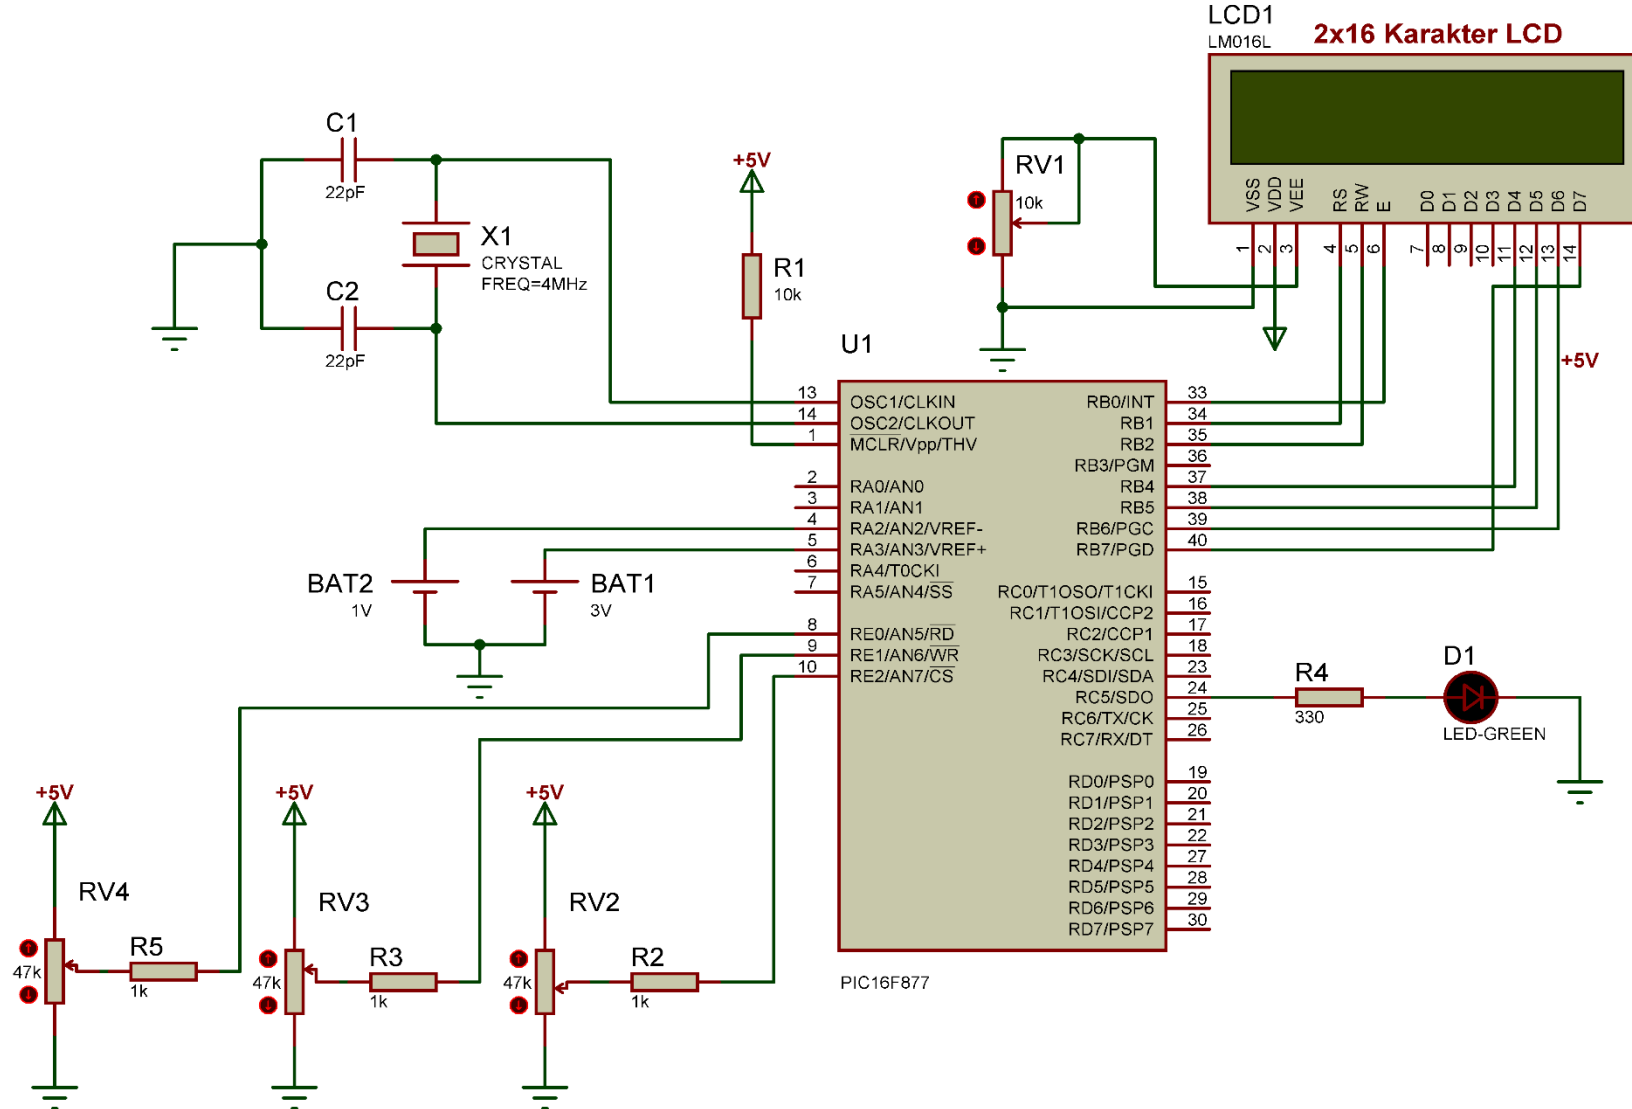 LCD1
LM016L
2x16 Karakter LCD
VSS
VDD
VEE
RS
RW
E
D0
D1
D2
D3
D4
D5
D6
D7
1
2
3
4
5
6
7
8
9
10
11
12
13
14
+5V
C1
22pF
X1
CRYSTAL
FREQ=4MHz
C2
22pF
+5V
R1
10k
RV1
10k
U1
13
OSC1/CLKIN
14
OSC2/CLKOUT
1
MCLR/Vpp/THV
2
RA0/AN0
3
RA1/AN1
4
RA2/AN2/VREF-
5
RA3/AN3/VREF+
6
RA4/T0CKI
7
RA5/AN4/SS
8
RE0/AN5/RD
9
RE1/AN6/WR
10
RE2/AN7/CS
RB0/INT
33
RB1
34
RB2
35
RB3/PGM
36
RB4
37
RB5
38
RB6/PGC
39
RB7/PGD
40
RC0/T1OSO/T1CKI
15
RC1/T1OSI/CCP2
16
RC2/CCP1
17
RC3/SCK/SCL
18
RC4/SDI/SDA
23
RC5/SDO
24
RC6/TX/CK
25
RC7/RX/DT
26
RD0/PSP0
19
RD1/PSP1
20
RD2/PSP2
21
RD3/PSP3
22
RD4/PSP4
27
RD5/PSP5
28
RD6/PSP6
29
RD7/PSP7
30
PIC16F877
BAT2
1V
BAT1
3V
R4
330
D1
LED-GREEN
+5V
RV4
47k
R5
1k
+5V
RV3
47k
R3
1k
+5V
RV2
47k
R2
1k